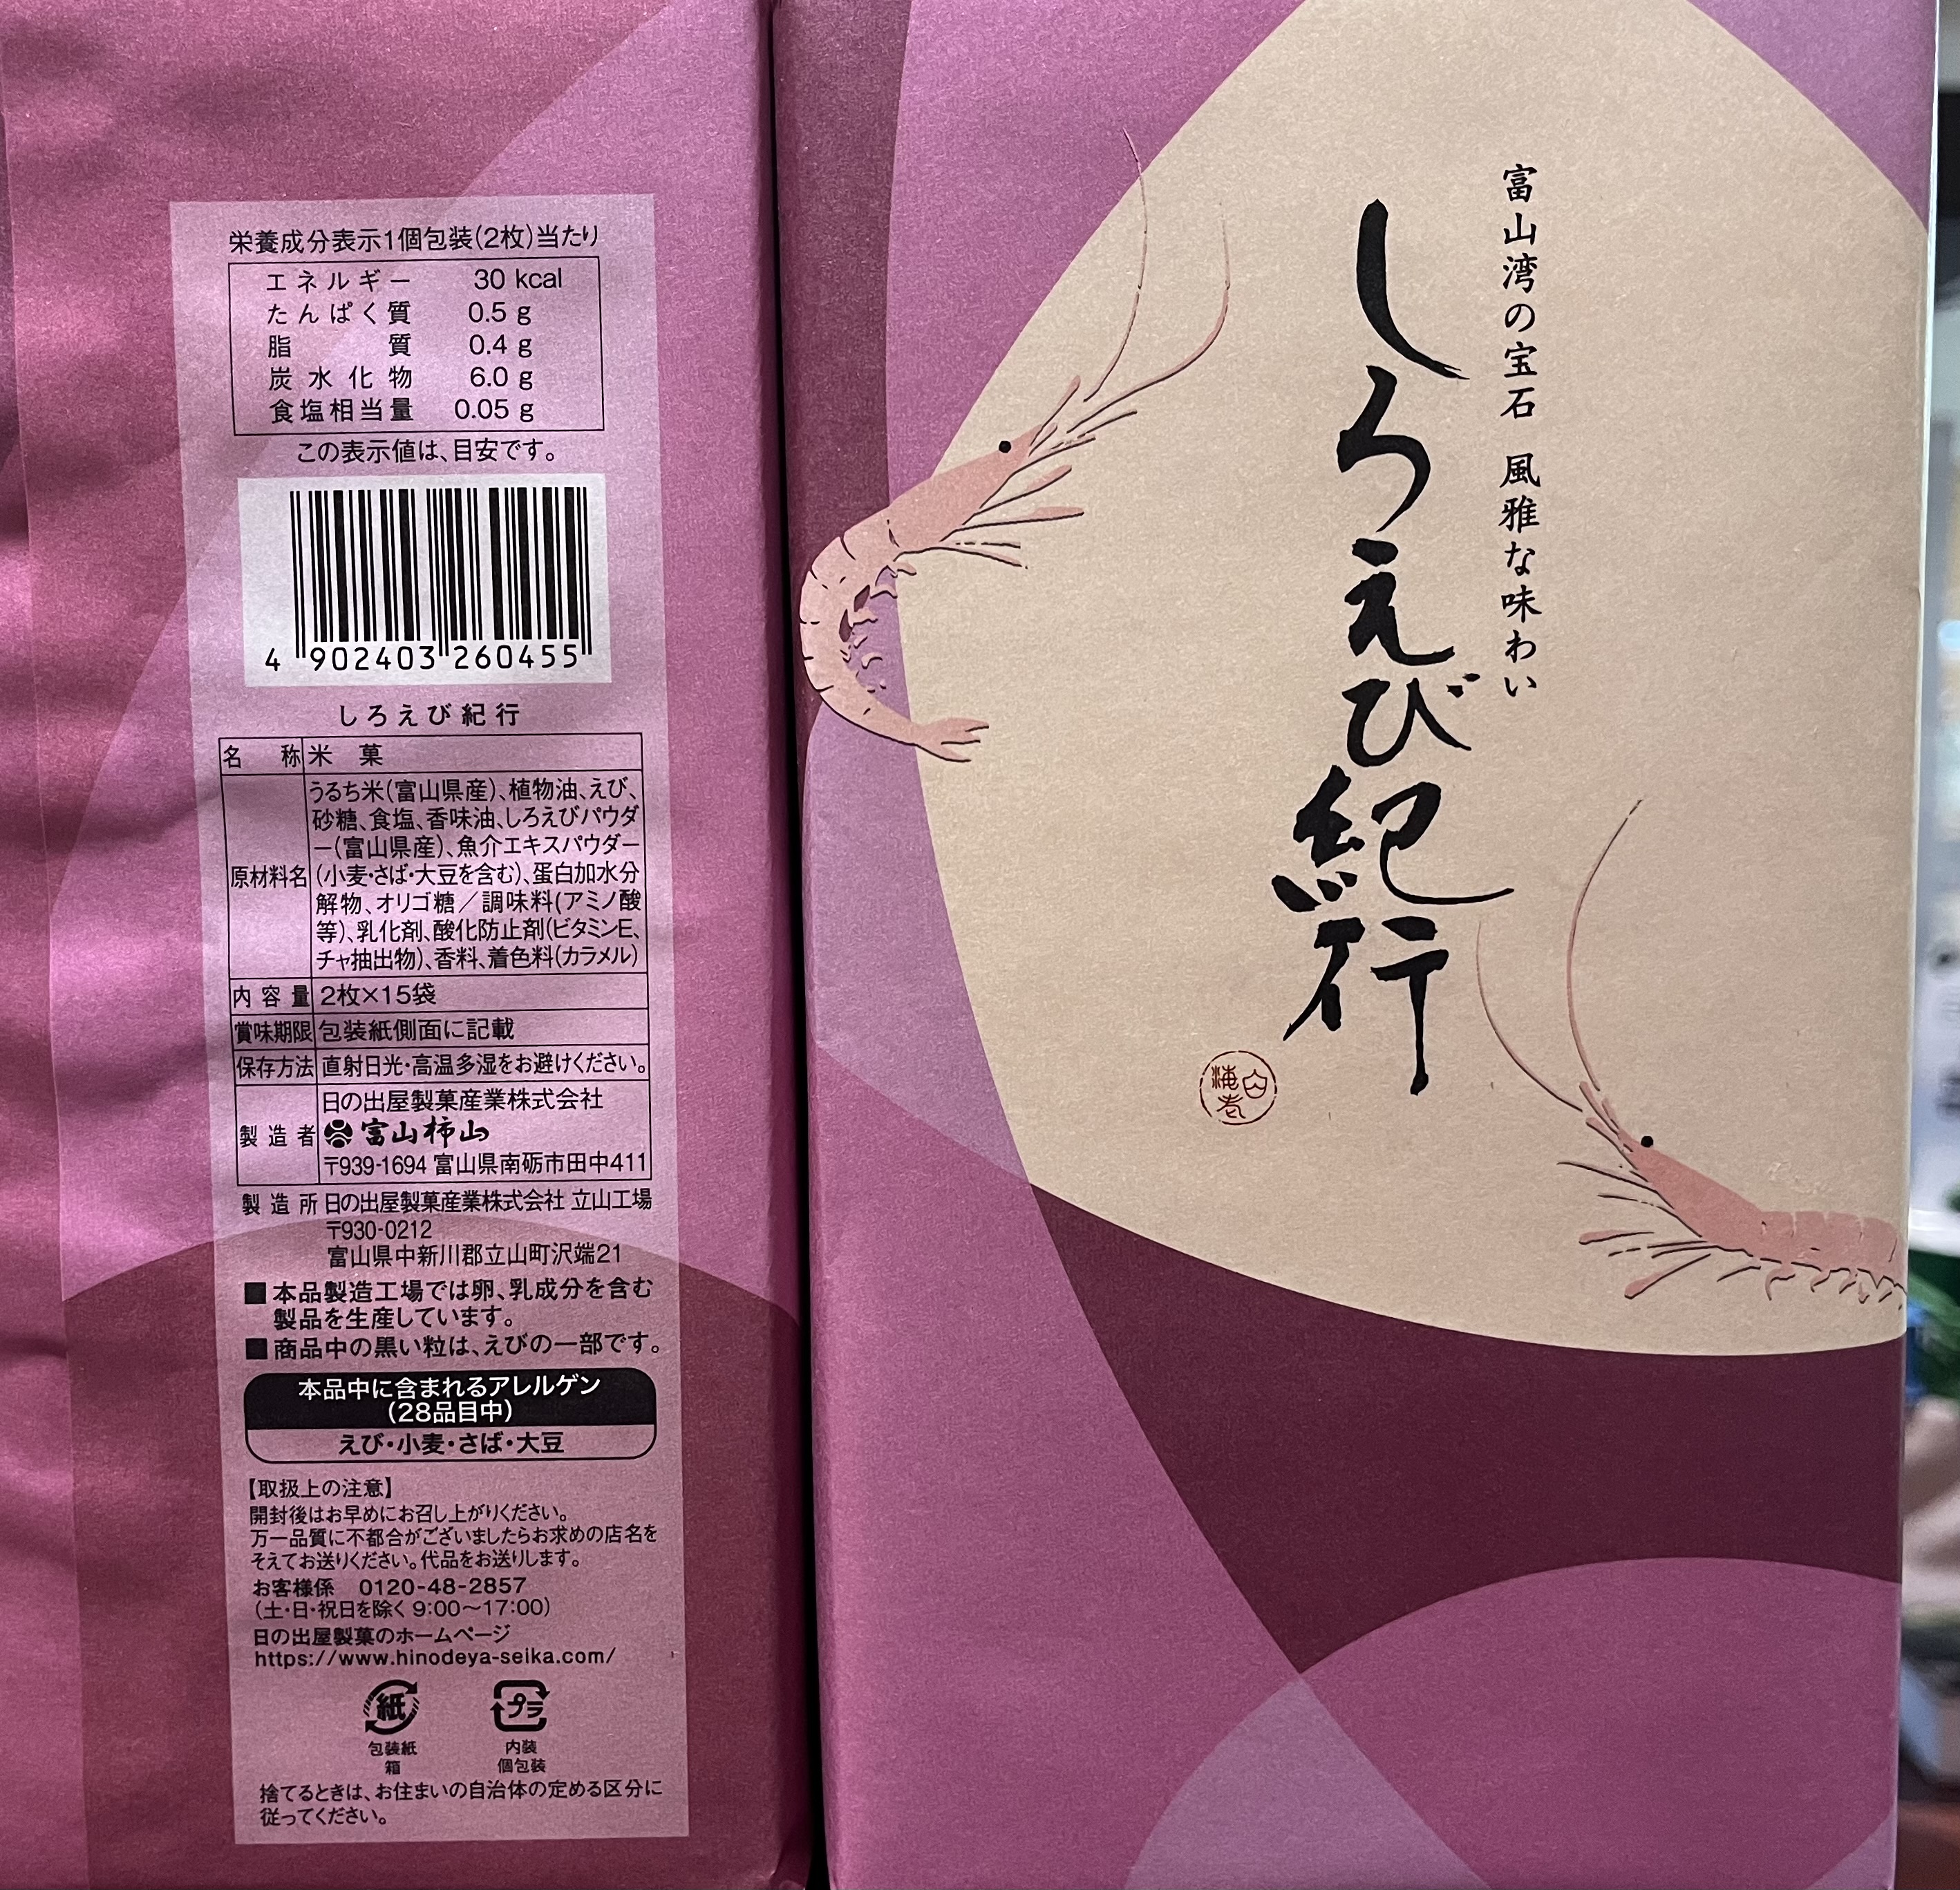 栄養成分表示1個包装(2枚)当たり
エネルギー 30 kcal
たんぱく質 0.5 g
脂質 0.4 g
炭水化物 6.0 g
食塩相当量 0.05 g
この表示値は、目安です。
4 902403 260455
しろえび紀行
名称 米菓
原材料名 うるち米(富山県産)、植物油、えび、
砂糖、食塩、香味油、しろえびパウダ
ー(富山県産)、魚介エキスパウダー
(小麦・さば・大豆を含む)、蛋白加水分
解物、オリゴ糖／調味料(アミノ酸
等)、乳化剤、酸化防止剤(ビタミンE、
チャ抽出物)、香料、着色料(カラメル)
内容量 2枚×15袋
賞味期限 包装紙側面に記載
保存方法 直射日光・高温多湿をお避けください。
製造者 日の出屋製菓産業株式会社
富山柿山
〒939-1694 富山県南砺市田中411
製造所 日の出屋製菓産業株式会社 立山工場
〒930-0212
富山県中新川郡立山町沢端21
■本品製造工場では卵、乳成分を含む
製品を生産しています。
■商品中の黒い粒は、えびの一部です。
本品中に含まれるアレルゲン
(28品目中)
えび・小麦・さば・大豆
【取扱上の注意】
開封後はお早めにお召し上がりください。
万一品質に不都合がございましたらお求めの店名を
そえてお送りください。代品をお送りします。
お客様係 0120-48-2857
(土・日・祝日を除く 9:00～17:00)
日の出屋製菓のホームページ
https://www.hinodeya-seika.com/
紙
包装紙
箱
プラ
内装
個包装
捨てるときは、お住まいの自治体の定める区分に
従ってください。
富山湾の宝石 風雅な味わい
しろえび紀行
白海老